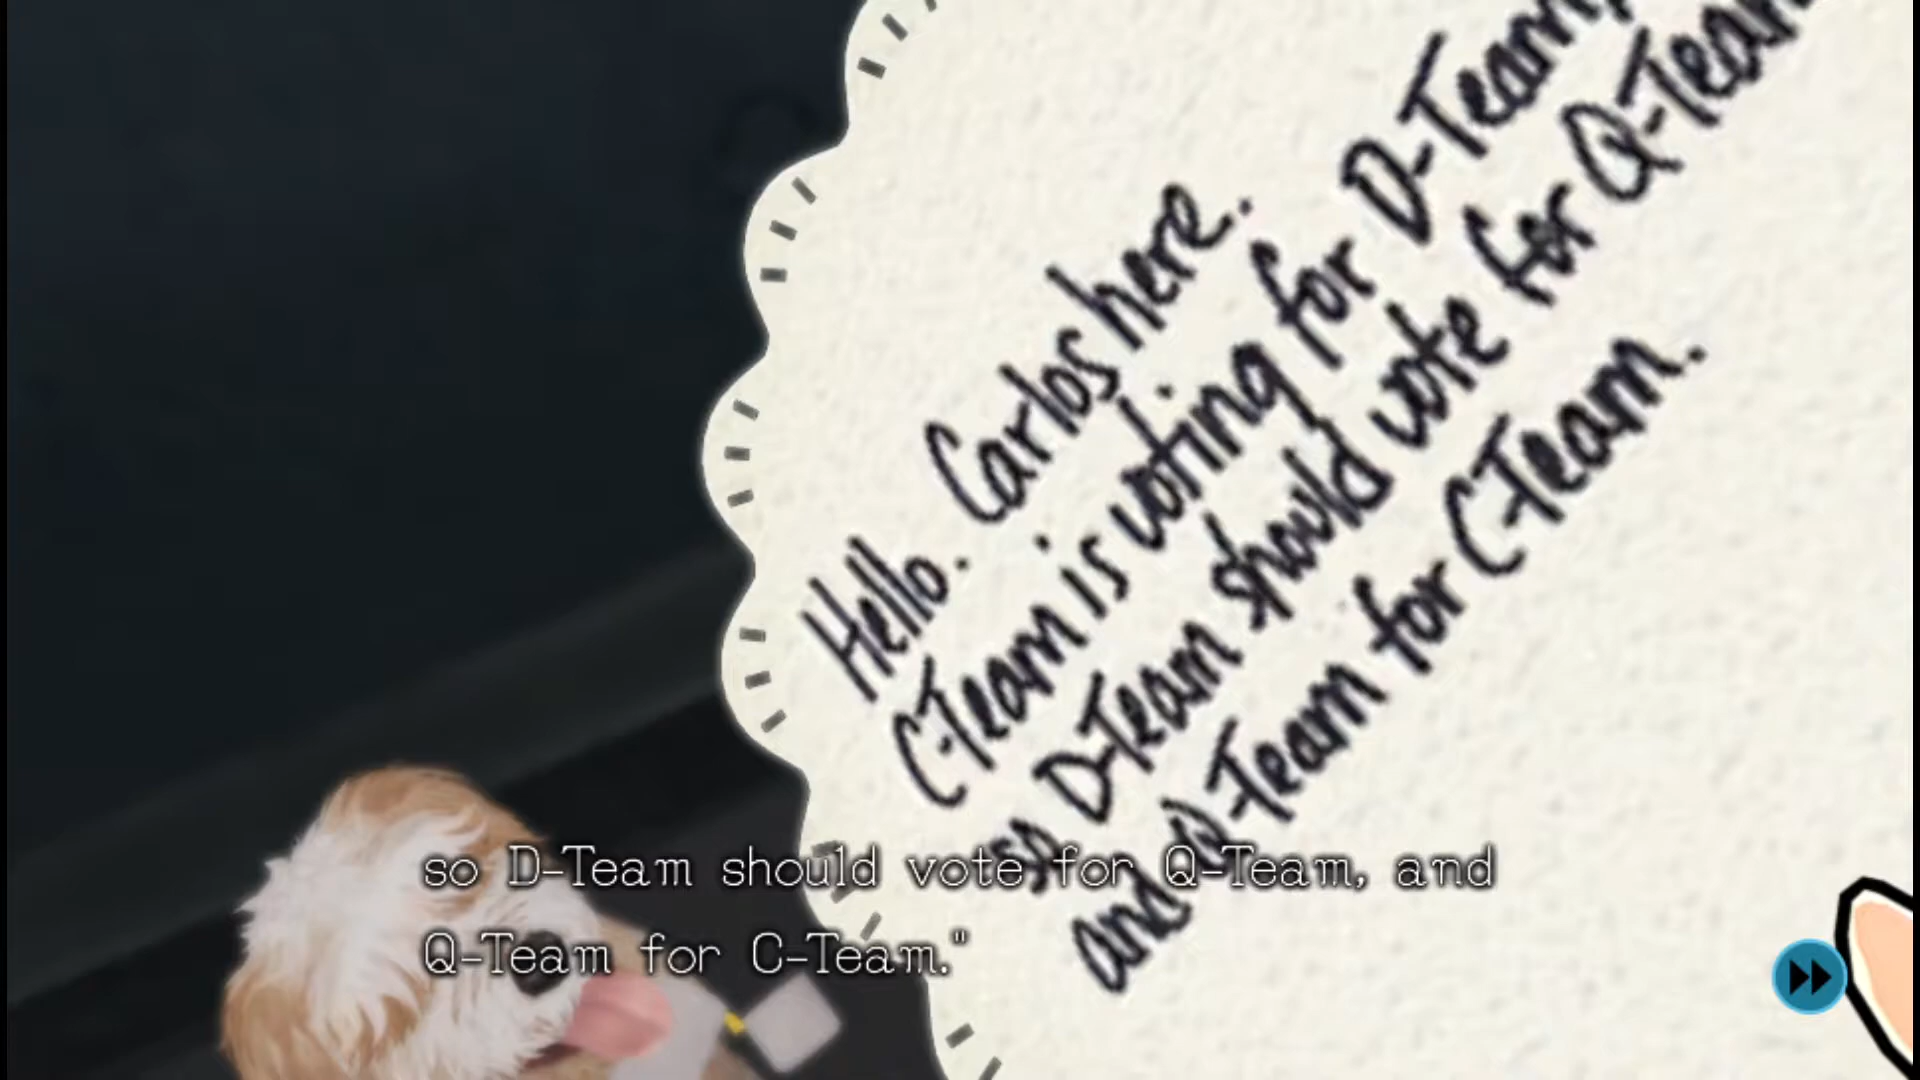 Hello. Carlos here.
C-Team is voting for D-Team,
so D-Team should vote for Q-Team
and Q-Team for C-Team.
so D-Team should vote for Q-Team, and
Q-Team for C-Team."